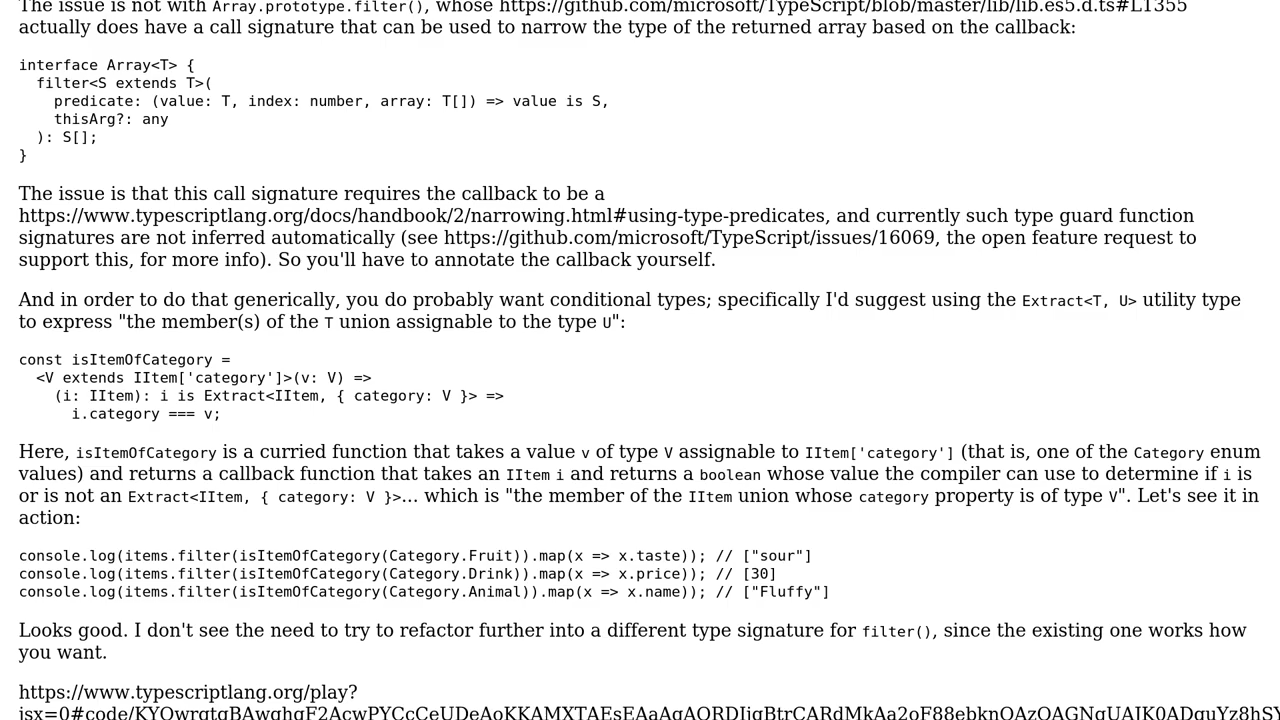 The issue is not with Array.prototype.filter(), whose https://github.com/microsoft/TypeScript/blob/master/lib/lib.es5.d.ts#L1355
actually does have a call signature that can be used to narrow the type of the returned array based on the callback:
interface Array<T> {
  filter<S extends T>(
    predicate: (value: T, index: number, array: T[]) => value is S,
    thisArg?: any
  ): S[];
}
The issue is that this call signature requires the callback to be a
https://www.typescriptlang.org/docs/handbook/2/narrowing.html#using-type-predicates, and currently such type guard function
signatures are not inferred automatically (see https://github.com/microsoft/TypeScript/issues/16069, the open feature request to
support this, for more info). So you'll have to annotate the callback yourself.
And in order to do that generically, you do probably want conditional types; specifically I'd suggest using the Extract<T, U> utility type
to express "the member(s) of the T union assignable to the type U":
const isItemOfCategory =
  <V extends IItem['category']>(v: V) =>
    (i: IItem): i is Extract<IItem, { category: V }> =>
      i.category === v;
Here, isItemOfCategory is a curried function that takes a value v of type V assignable to IItem['category'] (that is, one of the Category enum
values) and returns a callback function that takes an IItem i and returns a boolean whose value the compiler can use to determine if i is
or is not an Extract<IItem, { category: V }>... which is "the member of the IItem union whose category property is of type V". Let's see it in
action:
console.log(items.filter(isItemOfCategory(Category.Fruit)).map(x => x.taste)); // ["sour"]
console.log(items.filter(isItemOfCategory(Category.Drink)).map(x => x.price)); // [30]
console.log(items.filter(isItemOfCategory(Category.Animal)).map(x => x.name)); // ["Fluffy"]
Looks good. I don't see the need to try to refactor further into a different type signature for filter(), since the existing one works how
you want.
https://www.typescriptlang.org/play?